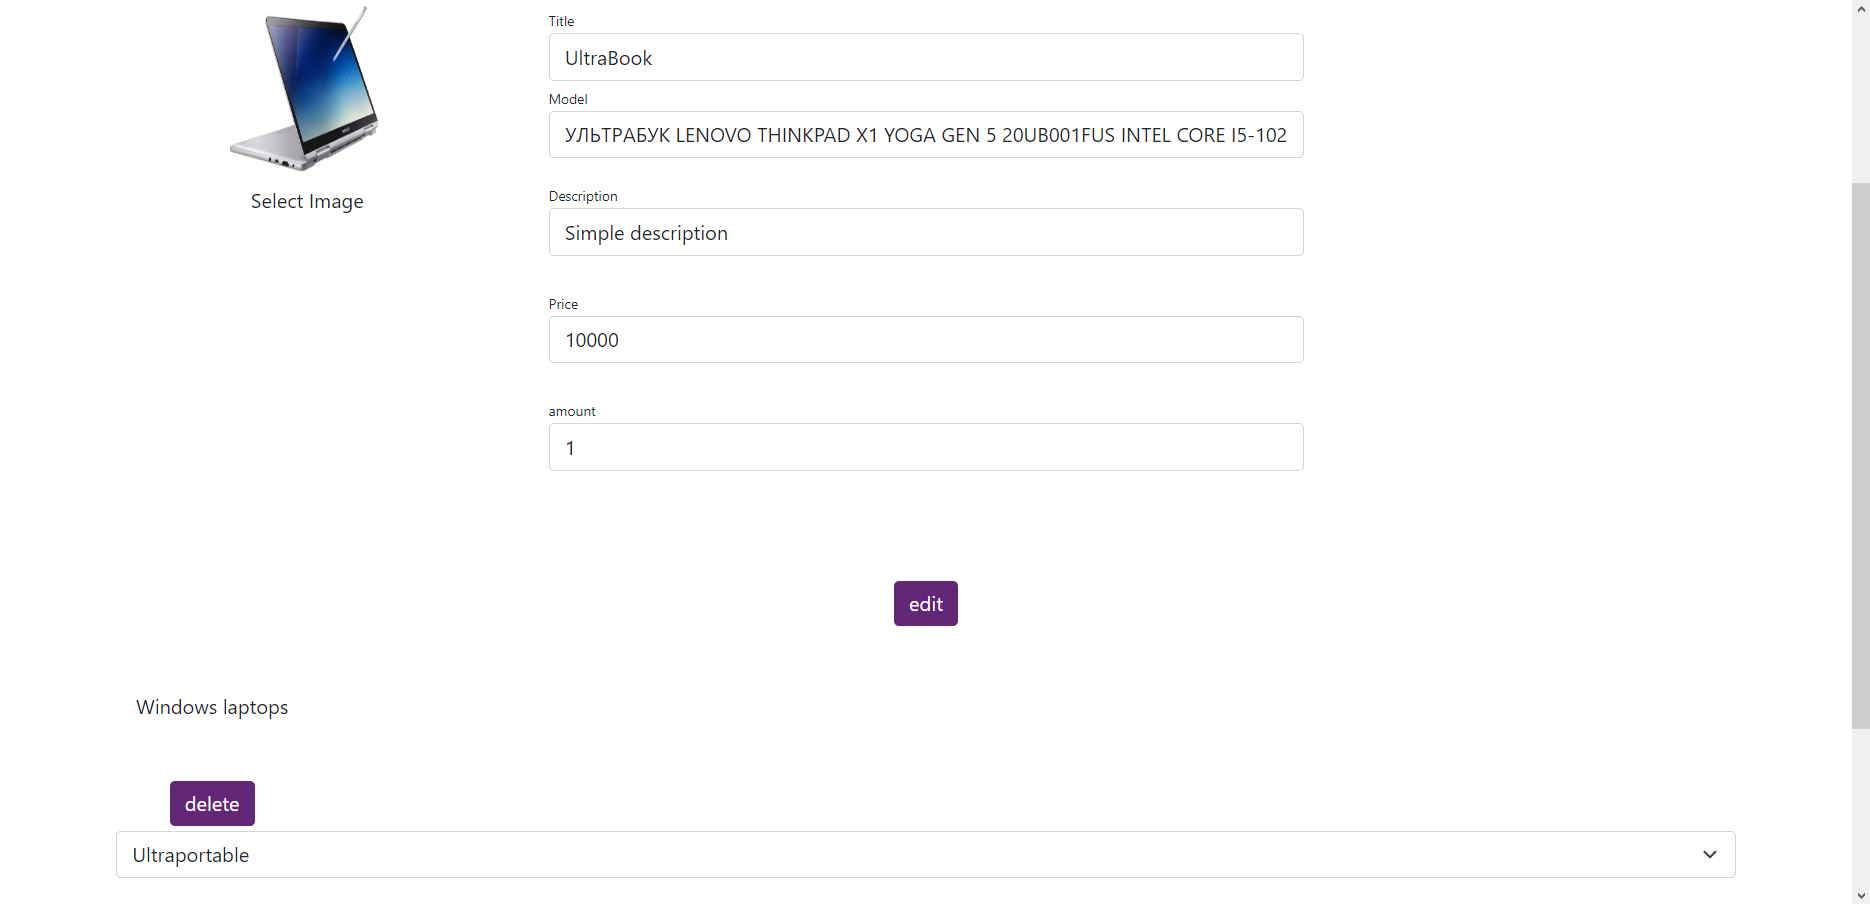 Title
UltraBook
Model
УЛЬТРАБУК LENOVO THINKPAD X1 YOGA GEN 5 20UB001FUS INTEL CORE I5-102
Select Image
Description
Simple description
Price
10000
amount
1
edit
Windows laptops
delete
Ultraportable